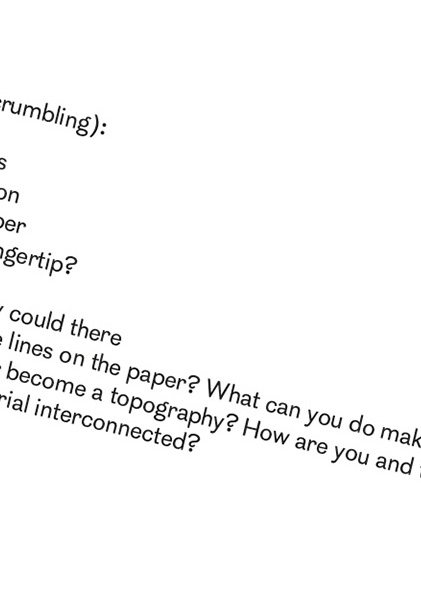 crumbling):
s
on
per
ngertip?
could there
lines on the paper? What can you do mak
become a topography? How are you and
rial interconnected?